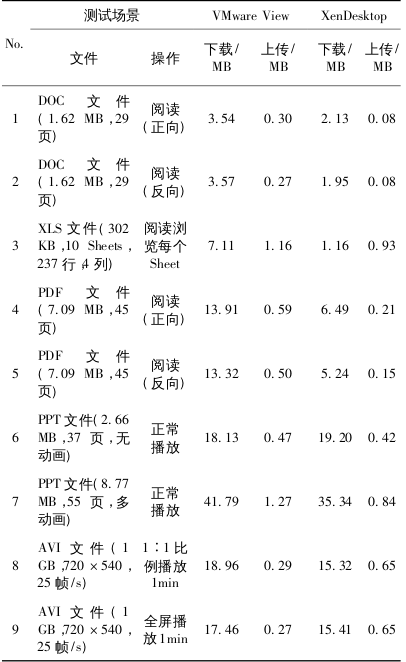 No. 测试场景 VMware View XenDesktop
文件 操作 下载/MB 上传/MB 下载/MB 上传/MB
1 DOC 文件(1.62 MB,29页) 阅读(正向) 3.54 0.30 2.13 0.08
2 DOC 文件(1.62 MB,29页) 阅读(反向) 3.57 0.27 1.95 0.08
3 XLS 文件(302 KB,10 Sheets,237行,4列) 阅读浏览每个Sheet 7.11 1.16 1.16 0.93
4 PDF 文件(7.09 MB,45页) 阅读(正向) 13.91 0.59 6.49 0.21
5 PDF 文件(7.09 MB,45页) 阅读(反向) 13.32 0.50 5.24 0.15
6 PPT文件(2.66 MB,37 页,无动画) 正常播放 18.13 0.47 19.20 0.42
7 PPT文件(8.77 MB,55 页,多动画) 正常播放 41.79 1.27 35.34 0.84
8 AVI 文件(1 GB,720×540,25帧/s) 1∶1比例播放1min 18.96 0.29 15.32 0.65
9 AVI 文件(1 GB,720×540,25帧/s) 全屏播放1min 17.46 0.27 15.41 0.65